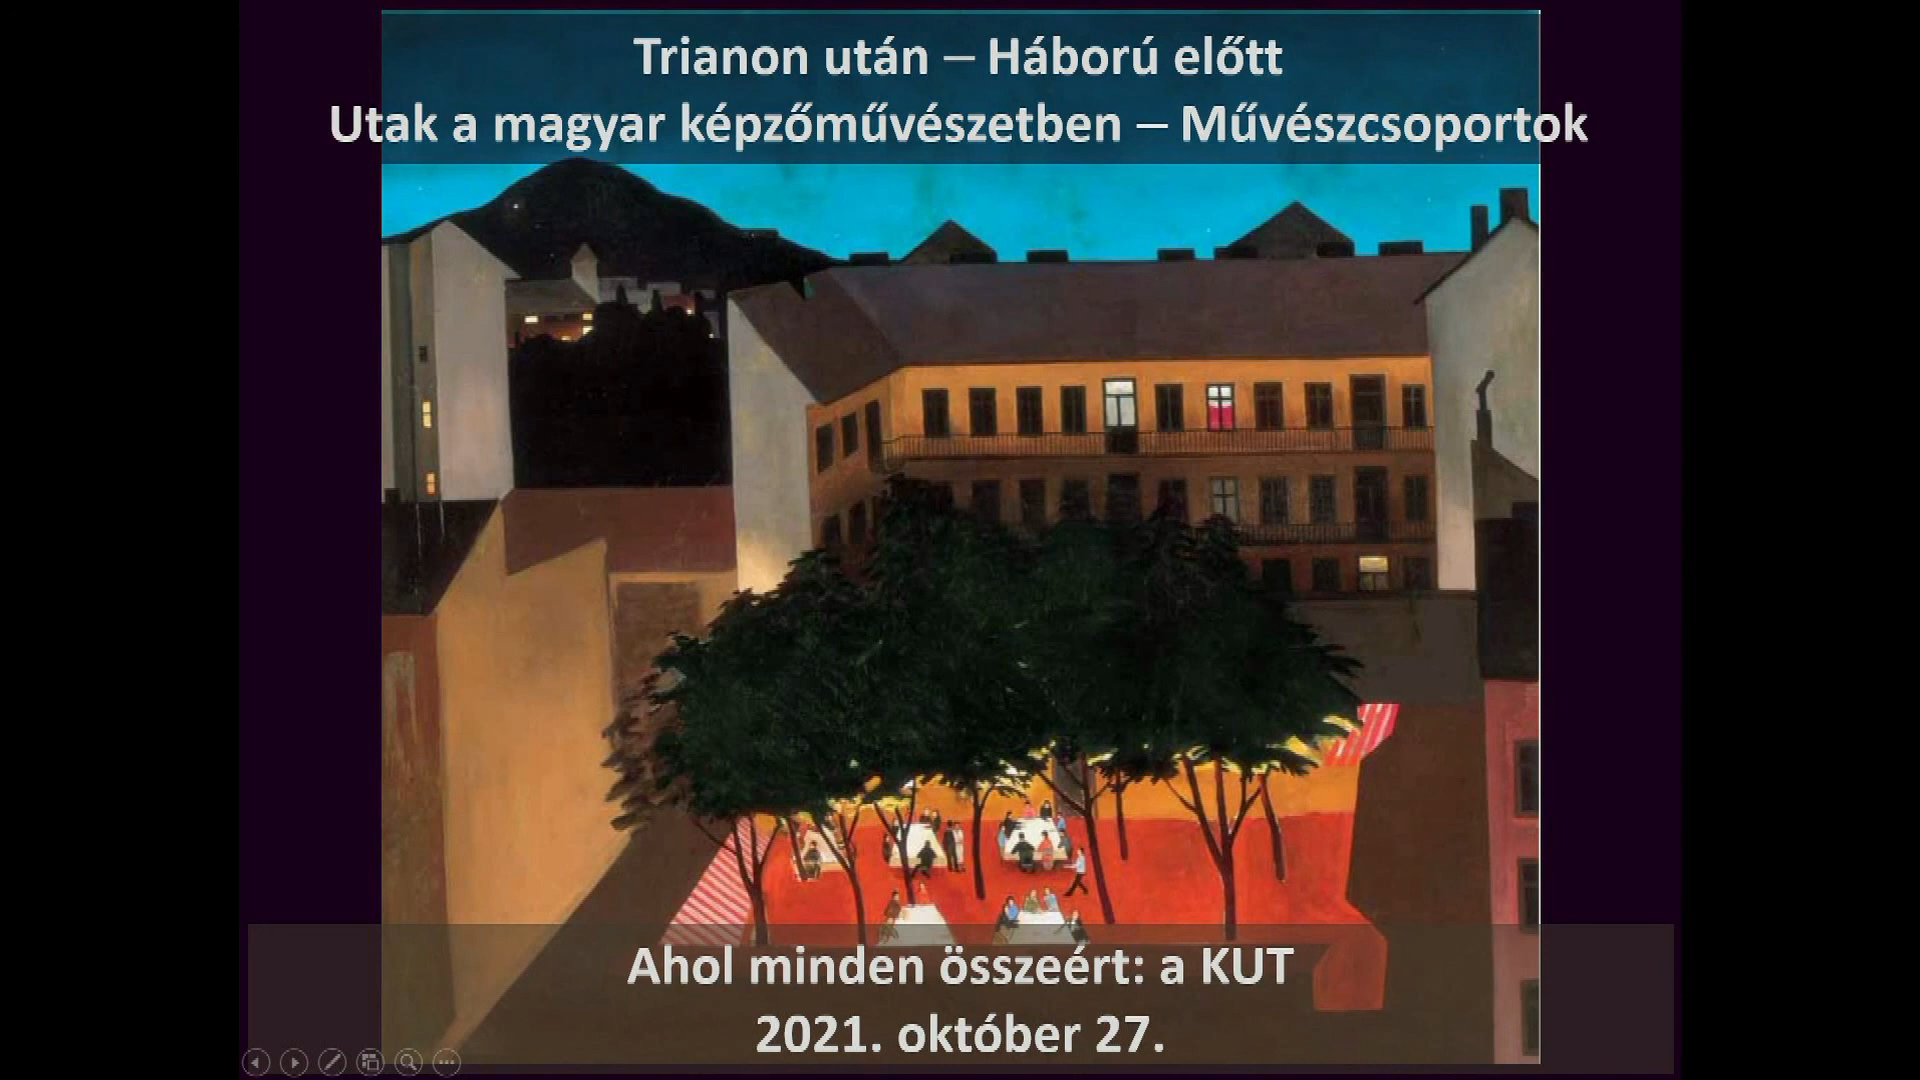 Trianon után – Háború előtt
Utak a magyar képzőművészetben – Művészcsoportok
Ahol minden összeért: a KUT
2021. október 27.